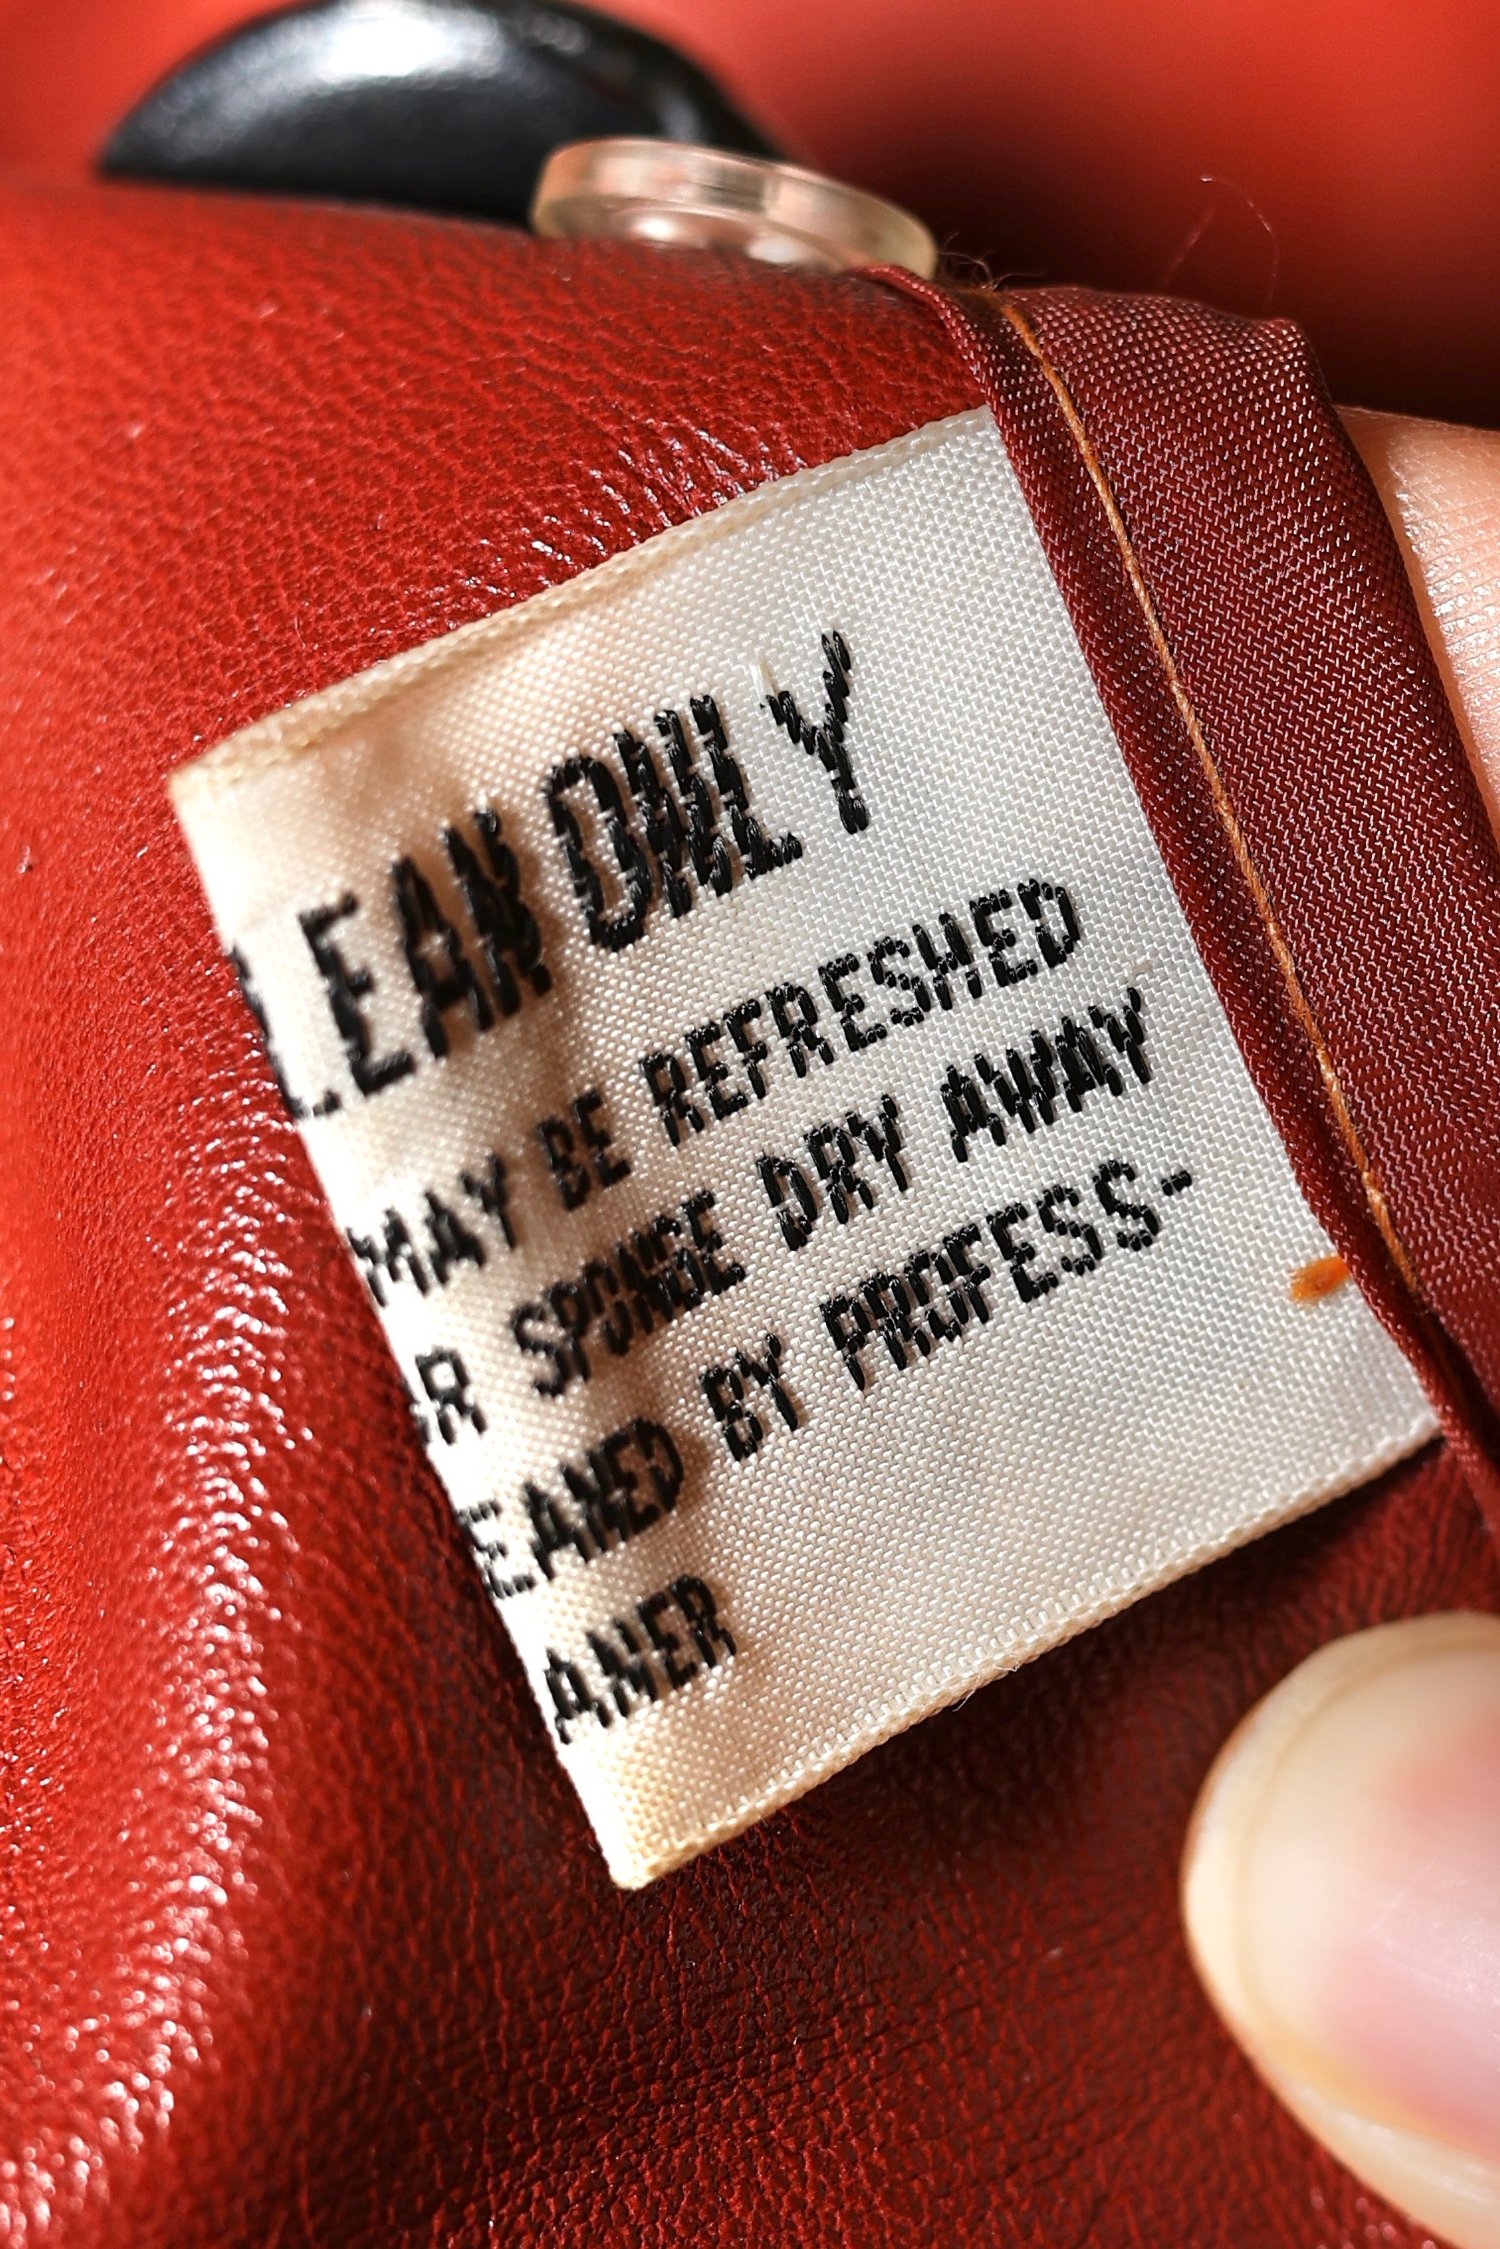 LEAN ONLY
MAY BE REFRESHED
R SPONGE DRY AWAY
EANED BY PROFESS-
ANER